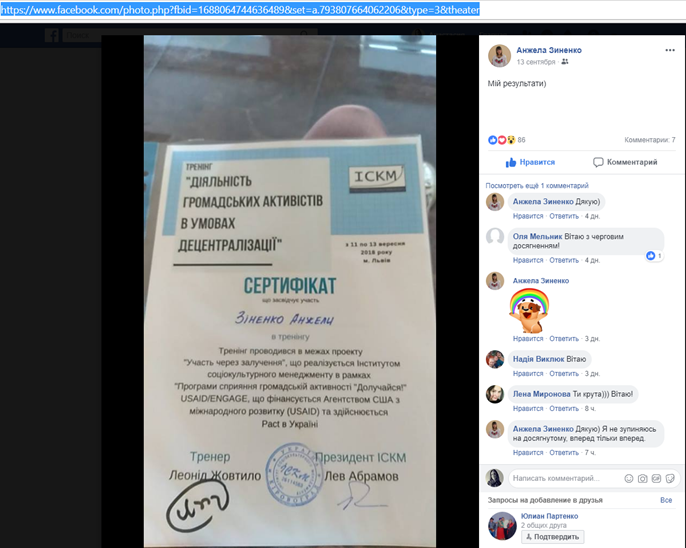 https://www.facebook.com/photo.php?fbid=1688064744636489&set=a.793807664062206&type=3&theater
Поиск
ТРЕНІНГ
"ДІЯЛЬНІСТЬ
ГРОМАДСЬКИХ АКТИВІСТІВ
В УМОВАХ
ДЕЦЕНТРАЛІЗАЦІЇ"
ІСКМ
з 11 по 13 вересня
2018 року
м. Львів
СЕРТИФІКАТ
що засвідчує участь
Зіненко Анжели
в тренінгу
Тренінг проводився в межах проекту
"Участь через залучення", що реалізується Інститутом
соціокультурного менеджменту в рамках
"Програми сприяння громадській активності "Долучайся!"
USAID/ENGAGE, що фінансується Агентством США з
міжнародного розвитку (USAID) та здійснюється
Pact в Україні
Тренер
Леонід Жовтило
Президент ІСКМ
Лев Абрамов
Анжела Зиненко
13 сентября
Мій результати)
86
Комментарии: 7
Нравится
Комментарий
Посмотреть ещё 1 комментарий
Анжела Зиненко Дякую)
Нравится · Ответить · 4 дн.
Оля Мельник Вітаю з черговим
досягненням!
1
Нравится · Ответить · 4 дн.
Анжела Зиненко
Нравится · Ответить · 3 дн.
Надія Виклюк Вітаю
Нравится · Ответить · 3 дн.
Лена Миронова Ти крута))) Вітаю!
Нравится · Ответить · 8 ч.
Анжела Зиненко Дякую) Я не зупиняюсь
на досягнутому, вперед тільки вперед.
Нравится · Ответить · 7 ч.
Написать комментарий...
GIF
Запросы на добавление в друзья
Все
Юлиан Партенко
2 общих друга
Подтвердить